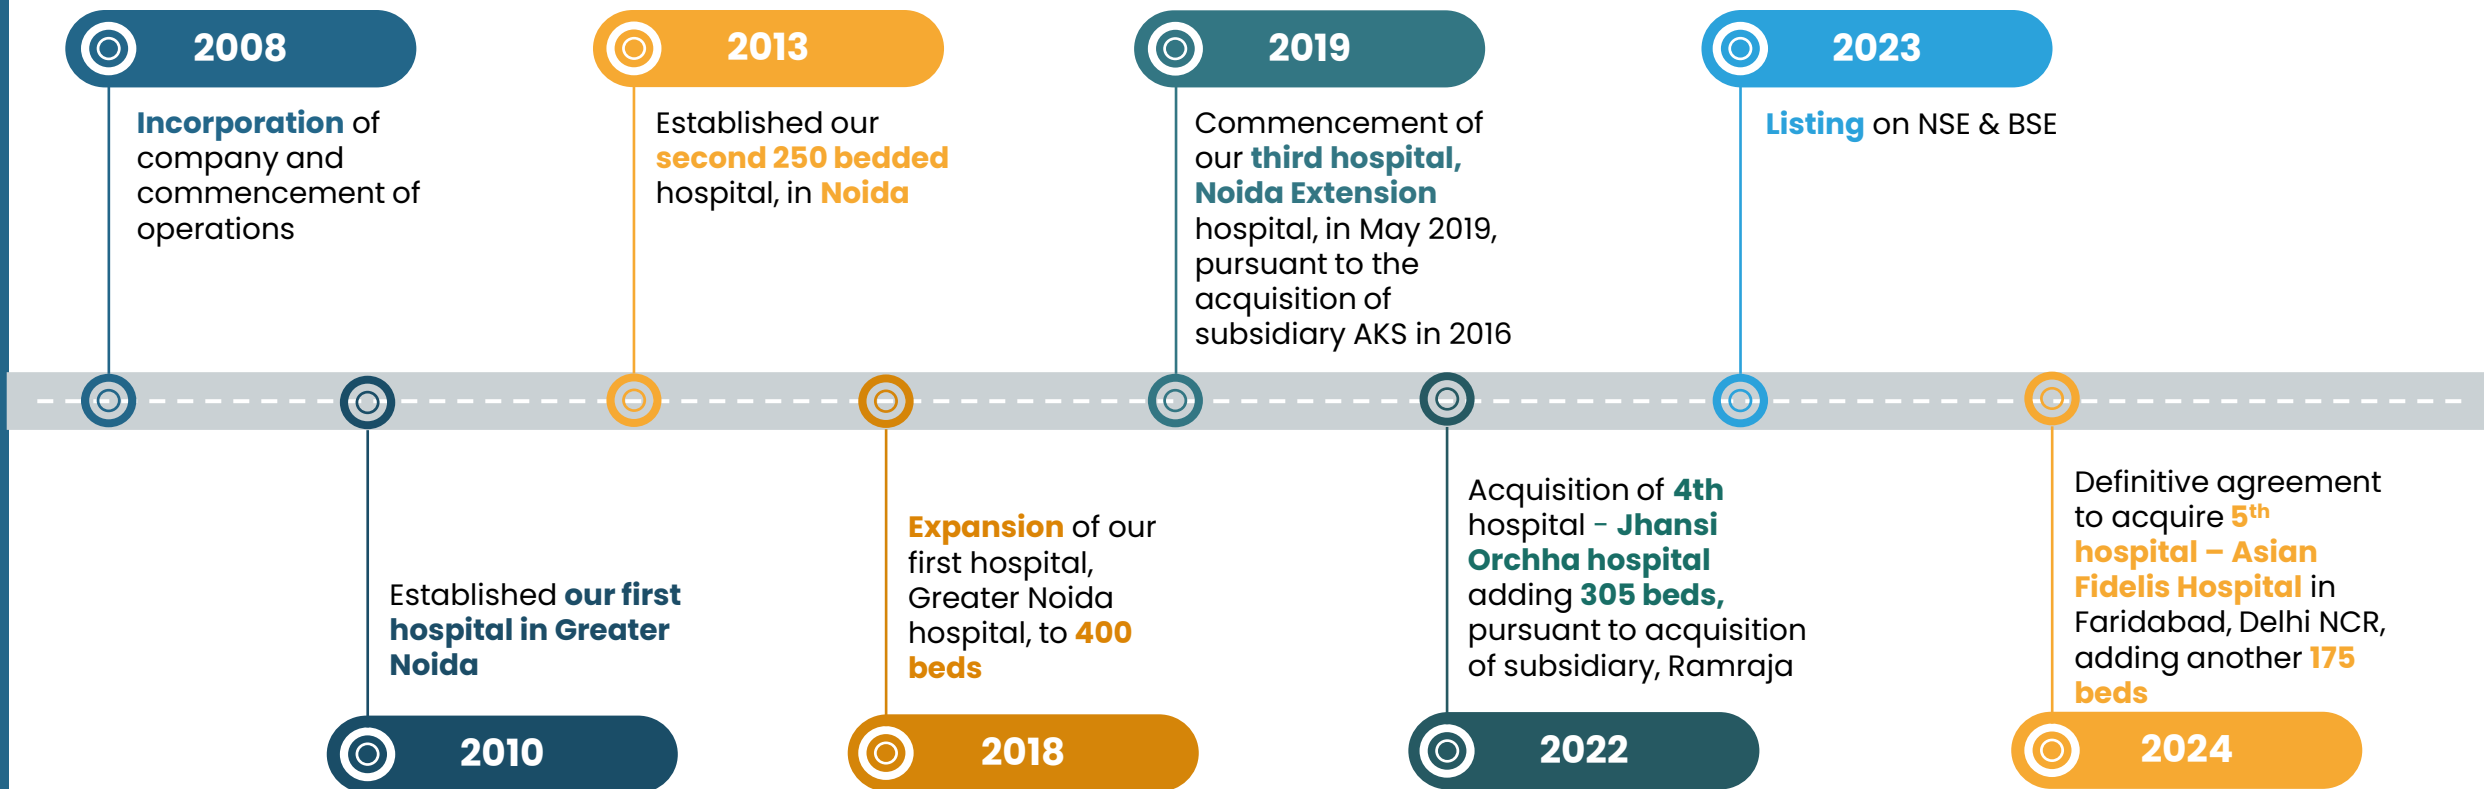 2008
Incorporation of
company and
commencement of
operations
2010
Established our first
hospital in Greater
Noida
2013
Established our
second 250 bedded
hospital, in Noida
2018
Expansion of our
first hospital,
Greater Noida
hospital, to 400
beds
2019
Commencement of
our third hospital,
Noida Extension
hospital, in May 2019,
pursuant to the
acquisition of
subsidiary AKS in 2016
2022
Acquisition of 4th
hospital - Jhansi
Orchha hospital
adding 305 beds,
pursuant to acquisition
of subsidiary, Ramraja
2023
Listing on NSE & BSE
2024
Definitive agreement
to acquire 5th
hospital – Asian
Fidelis Hospital in
Faridabad, Delhi NCR,
adding another 175
beds